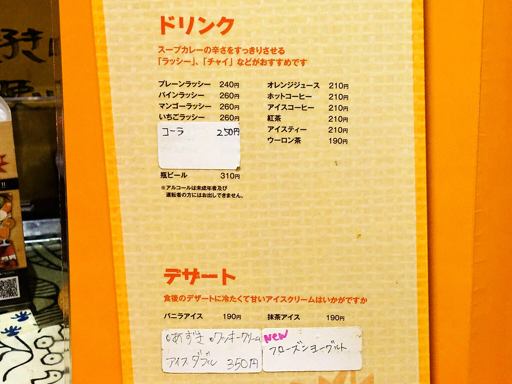 ドリンク
スープカレーの辛さをすっきりさせる
「ラッシー」、「チャイ」などがおすすめです
プレーンラッシー 240円
パインラッシー 260円
マンゴーラッシー 260円
いちごラッシー 260円
コーラ 250円
瓶ビール 310円
※アルコールは未成年者及び
運転者の方にはお出しできません。
オレンジジュース 210円
ホットコーヒー 210円
アイスコーヒー 210円
紅茶 210円
アイスティー 210円
ウーロン茶 190円
デザート
食後のデザートに冷たくて甘いアイスクリームはいかがですか
バニラアイス 190円
抹茶アイス 190円
○あずき ○クッキークリーム
アイスダブル 350円
New
フローズンヨーグルト